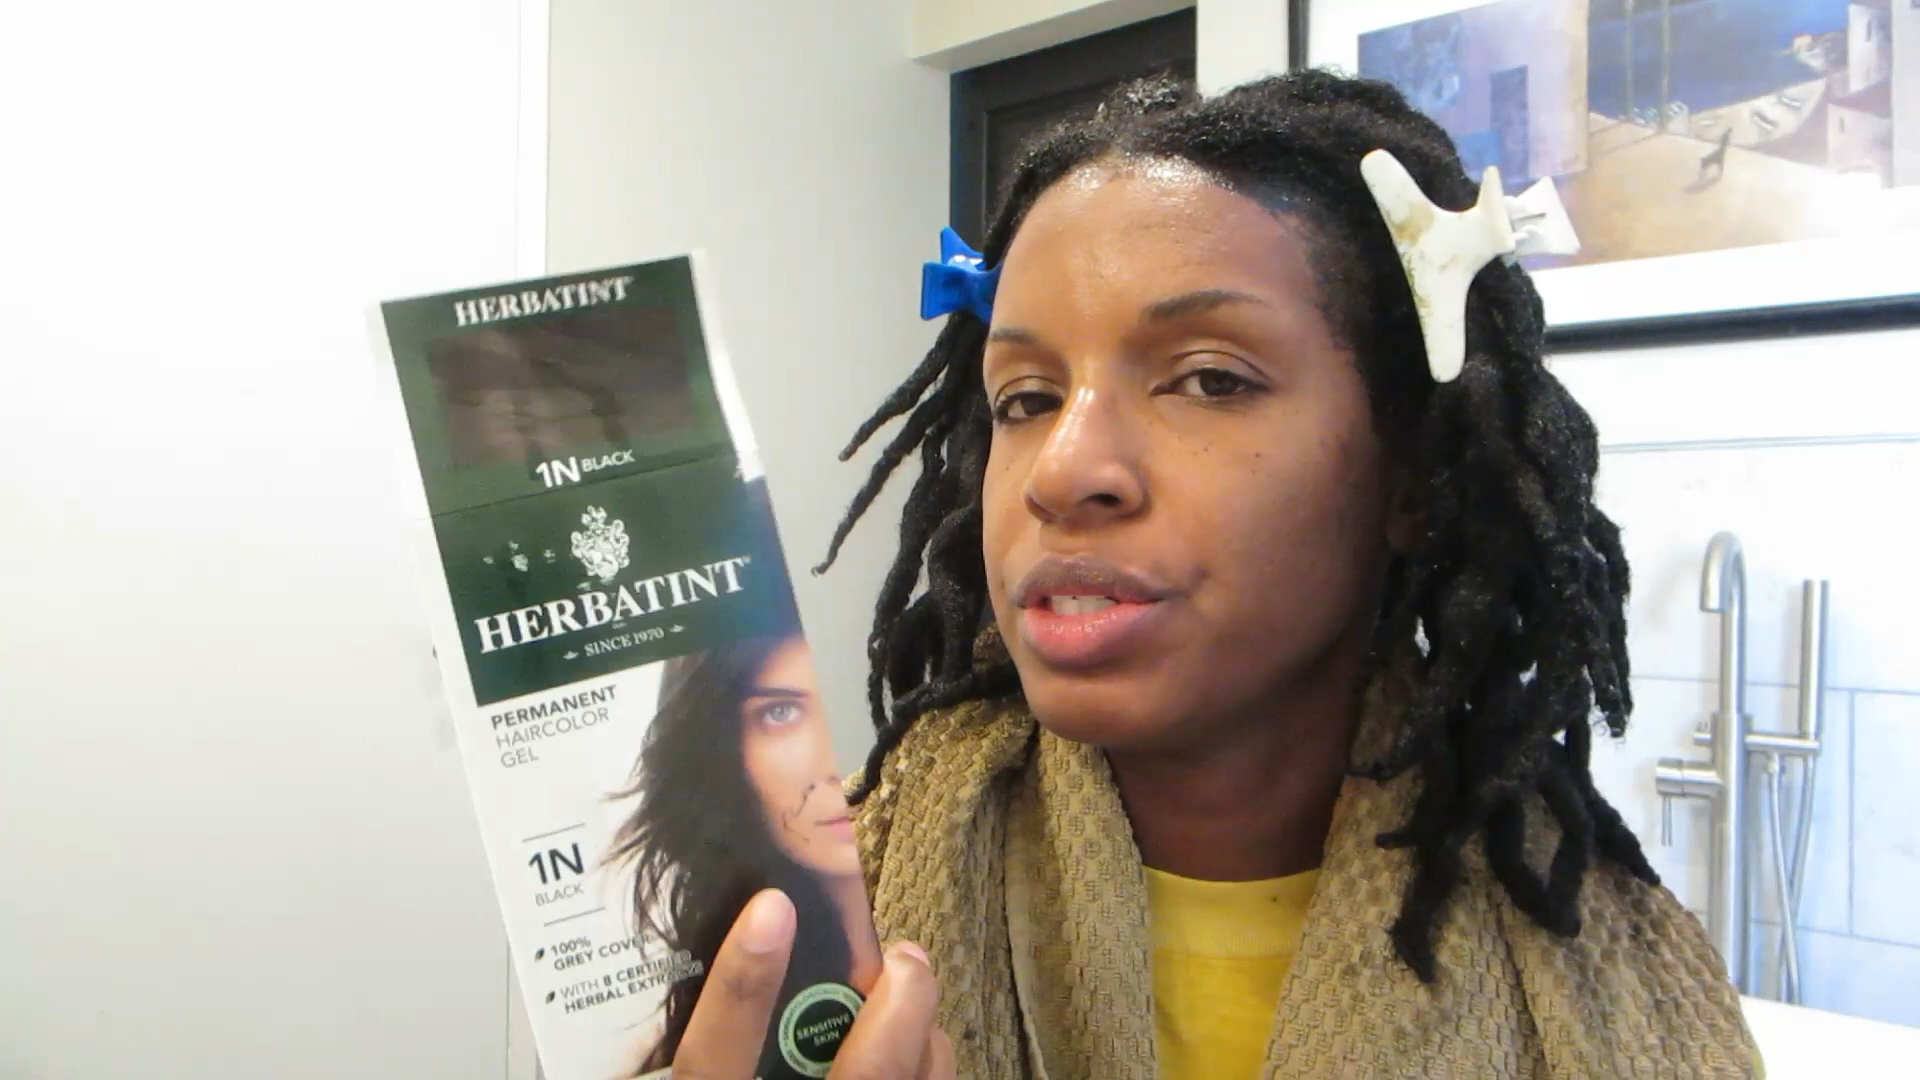 HERBATINT
1N BLACK
HERBATINT
SINCE 1970
PERMANENT
HAIRCOLOR
GEL
1N
BLACK
100%
GREY COVER
WITH 8 CERTIFIED
HERBAL EXTRACTS
SENSITIVE
SKIN